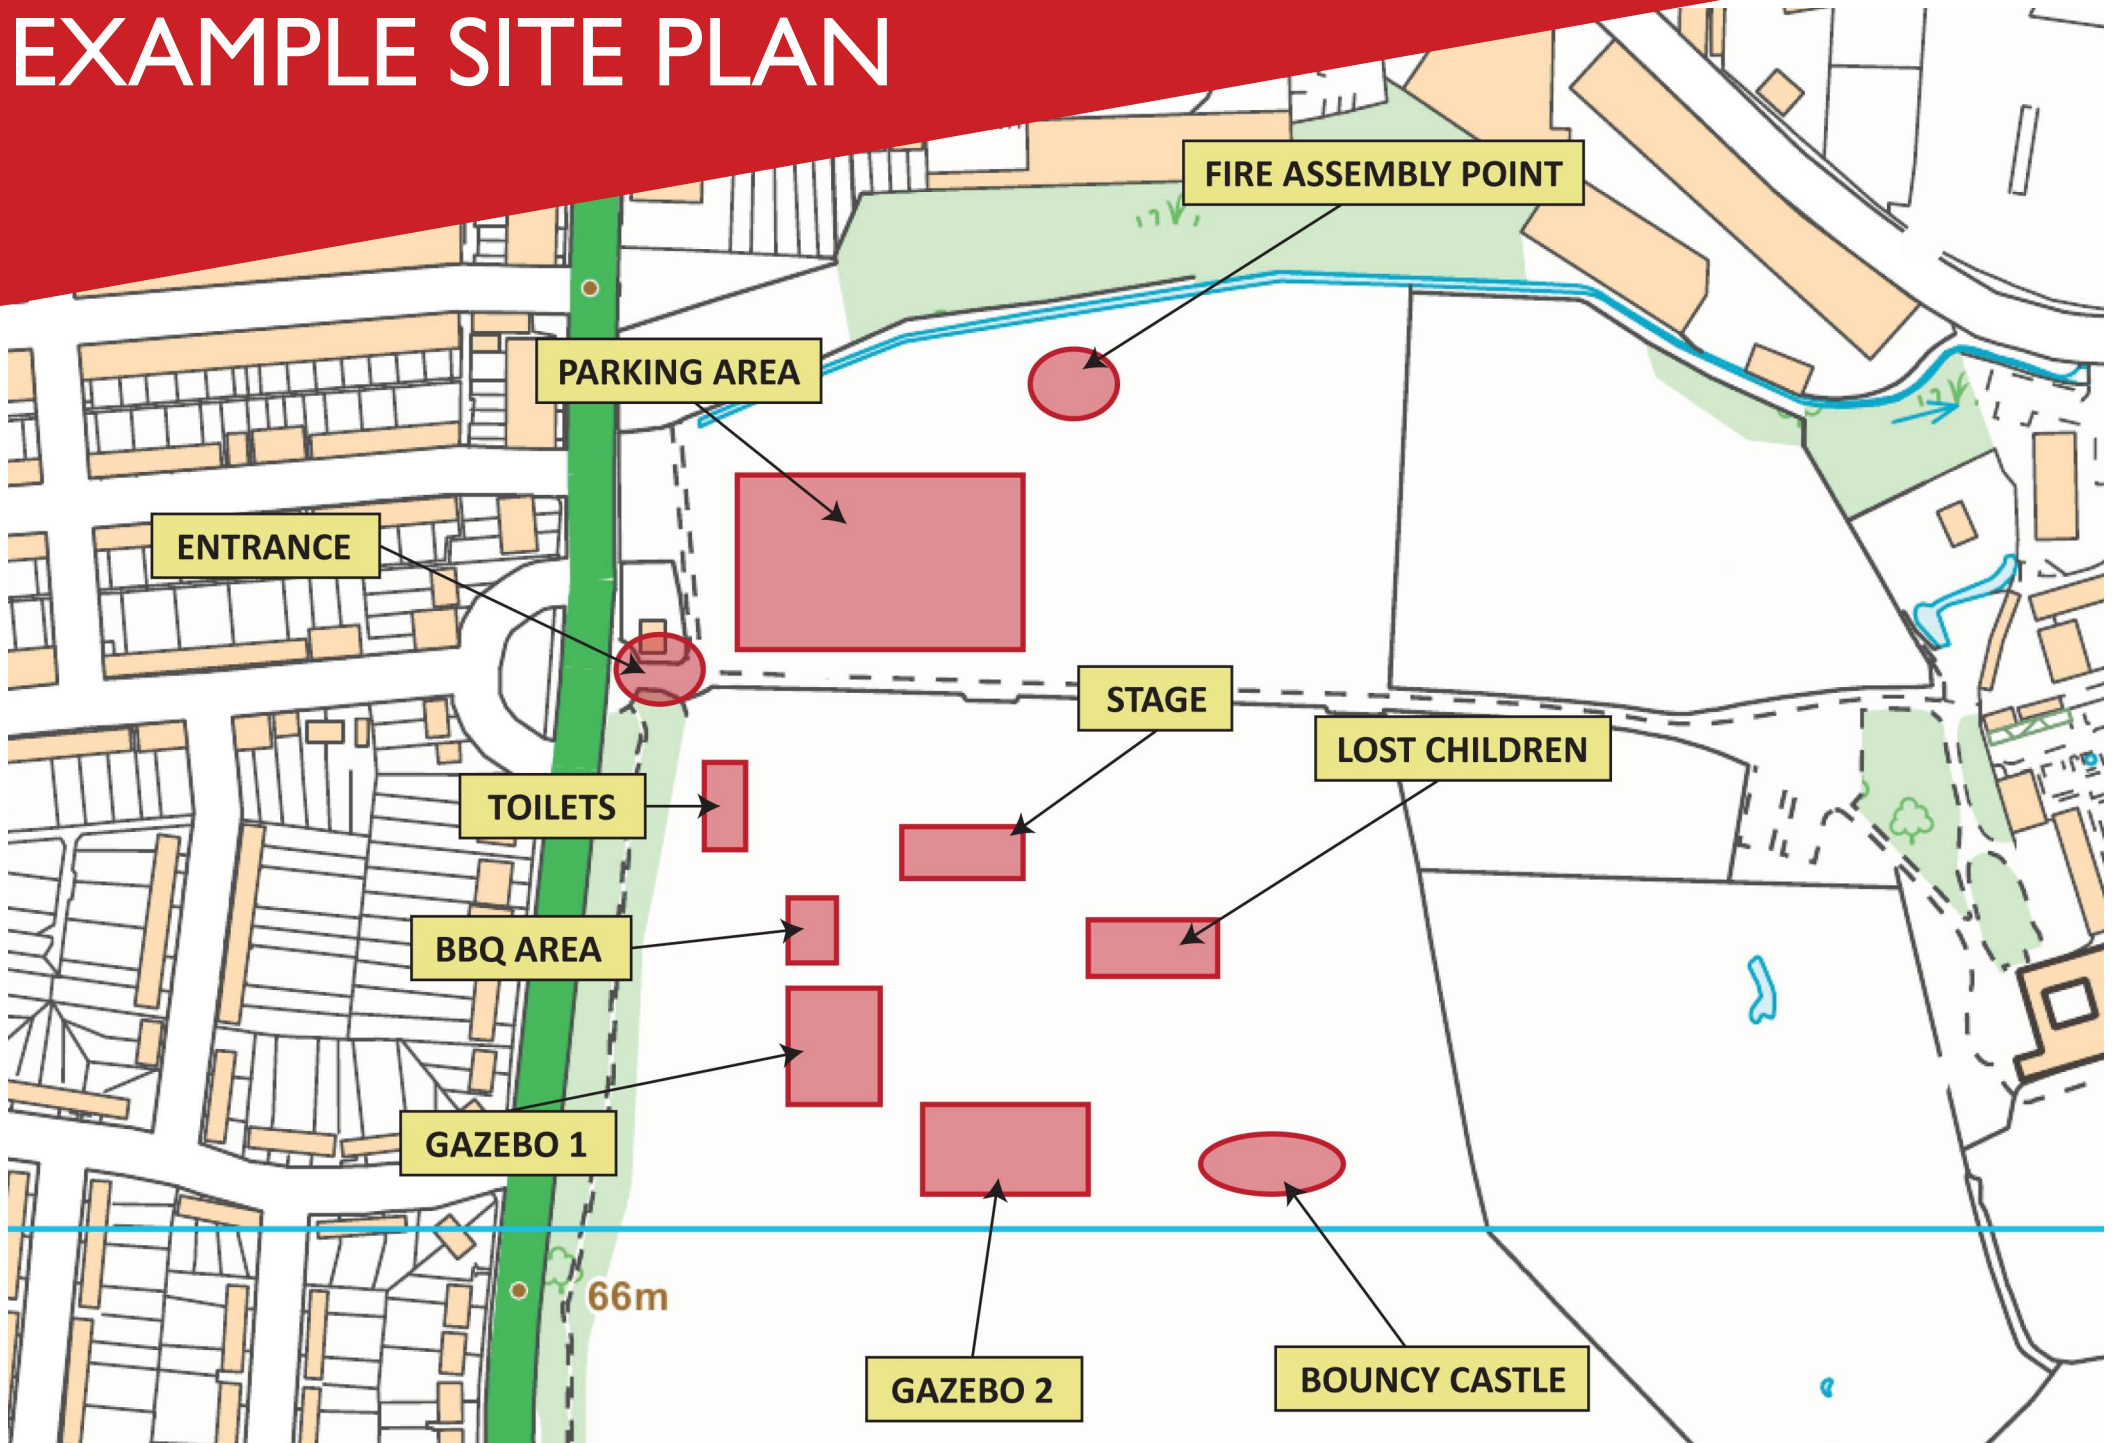 EXAMPLE SITE PLAN
FIRE ASSEMBLY POINT
PARKING AREA
ENTRANCE
STAGE
LOST CHILDREN
TOILETS
BBQ AREA
GAZEBO 1
66m
GAZEBO 2
BOUNCY CASTLE